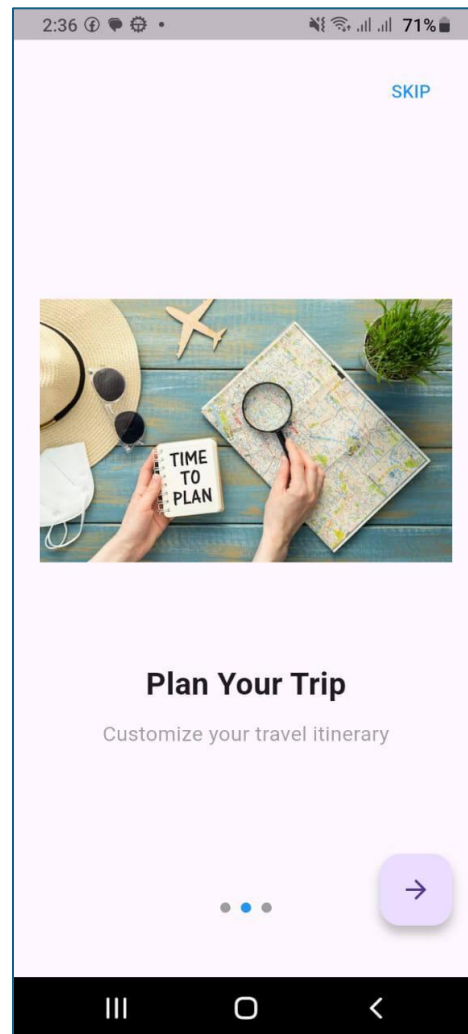 2:36
71%
SKIP
TIME
TO
PLAN
Plan Your Trip
Customize your travel itinerary